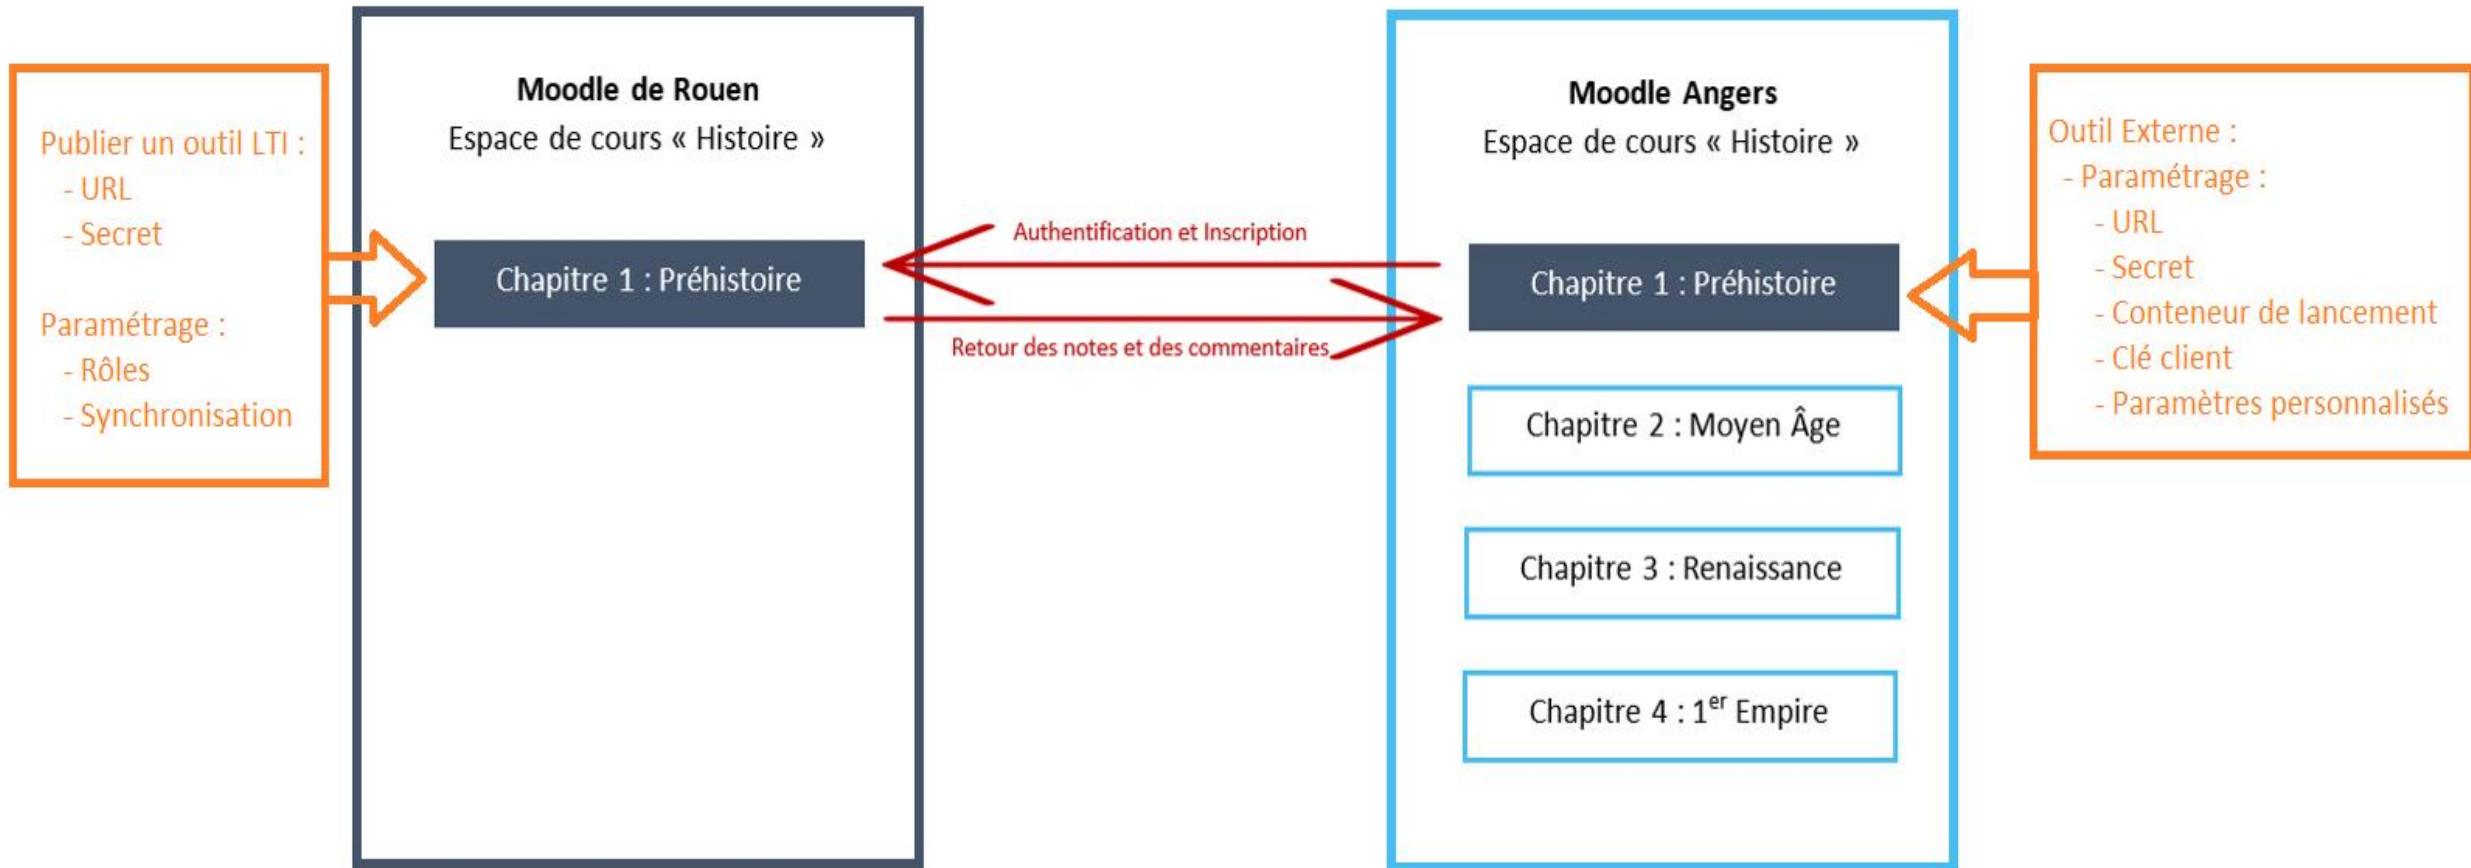 Publier un outil LTI :
- URL
- Secret
Paramétrage :
- Rôles
- Synchronisation
Moodle de Rouen
Espace de cours « Histoire »
Chapitre 1 : Préhistoire
Authentification et Inscription
Retour des notes et des commentaires
Moodle Angers
Espace de cours « Histoire »
Chapitre 1 : Préhistoire
Chapitre 2 : Moyen Âge
Chapitre 3 : Renaissance
Chapitre 4 : 1er Empire
Outil Externe :
- Paramétrage :
- URL
- Secret
- Conteneur de lancement
- Clé client
- Paramètres personnalisés